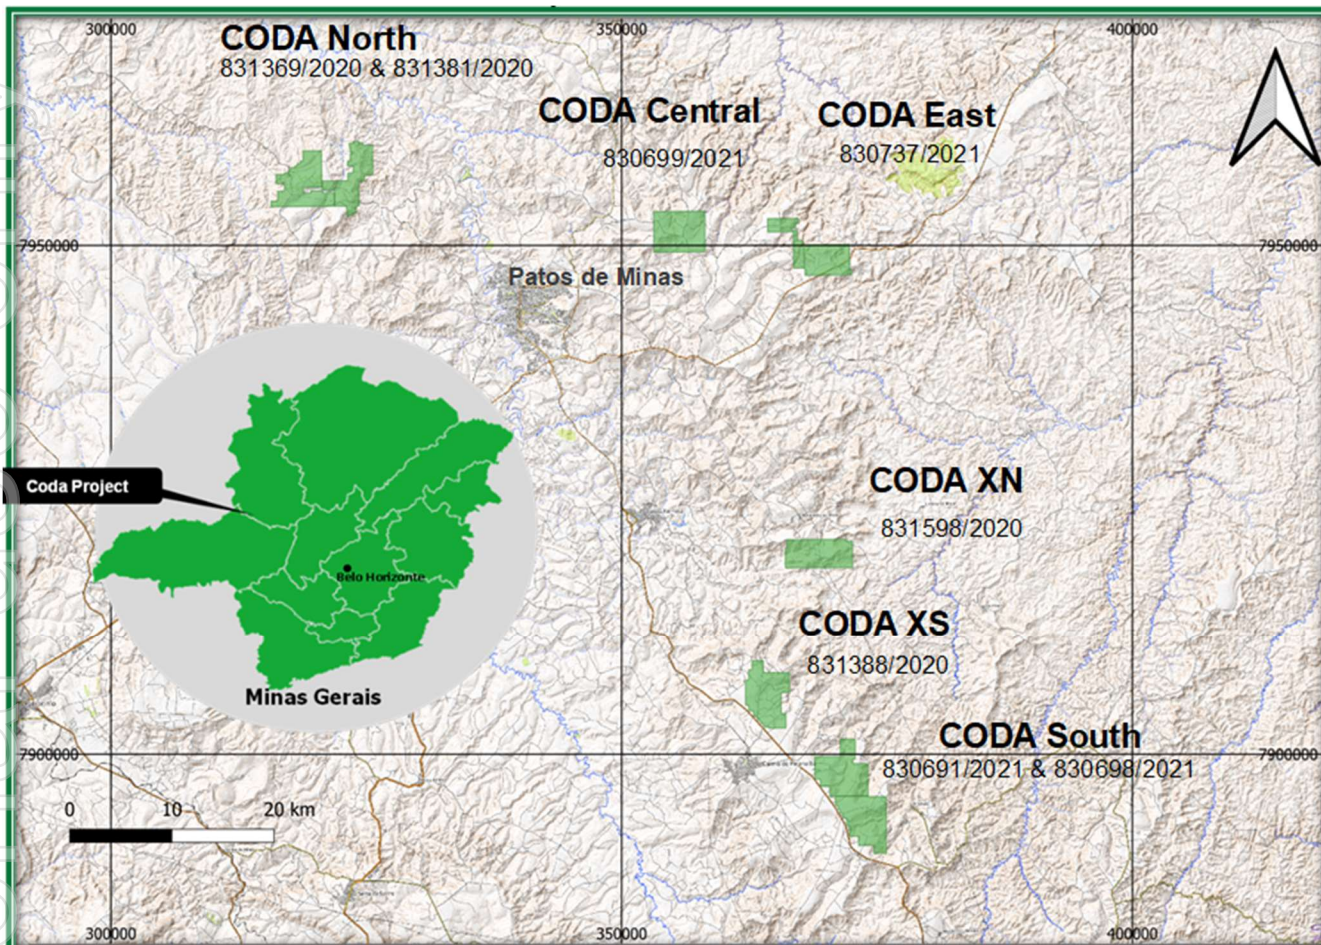 300000
350000
400000
CODA North
831369/2020 & 831381/2020
CODA Central
830699/2021
CODA East
830737/2021
7950000
7950000
Patos de Minas
Coda Project
Belo Horizonte
Minas Gerais
CODA XN
831598/2020
CODA XS
831388/2020
CODA South
830691/2021 & 830698/2021
7900000
7900000
0 10 20 km
300000
350000
400000